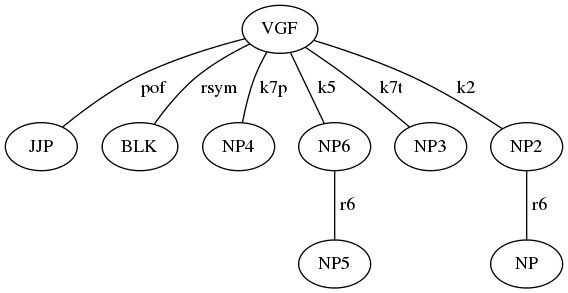 VGF
pof rsym k7p k5 k7t k2
JJP BLK NP4 NP6 NP3 NP2
r6 r6
NP5 NP